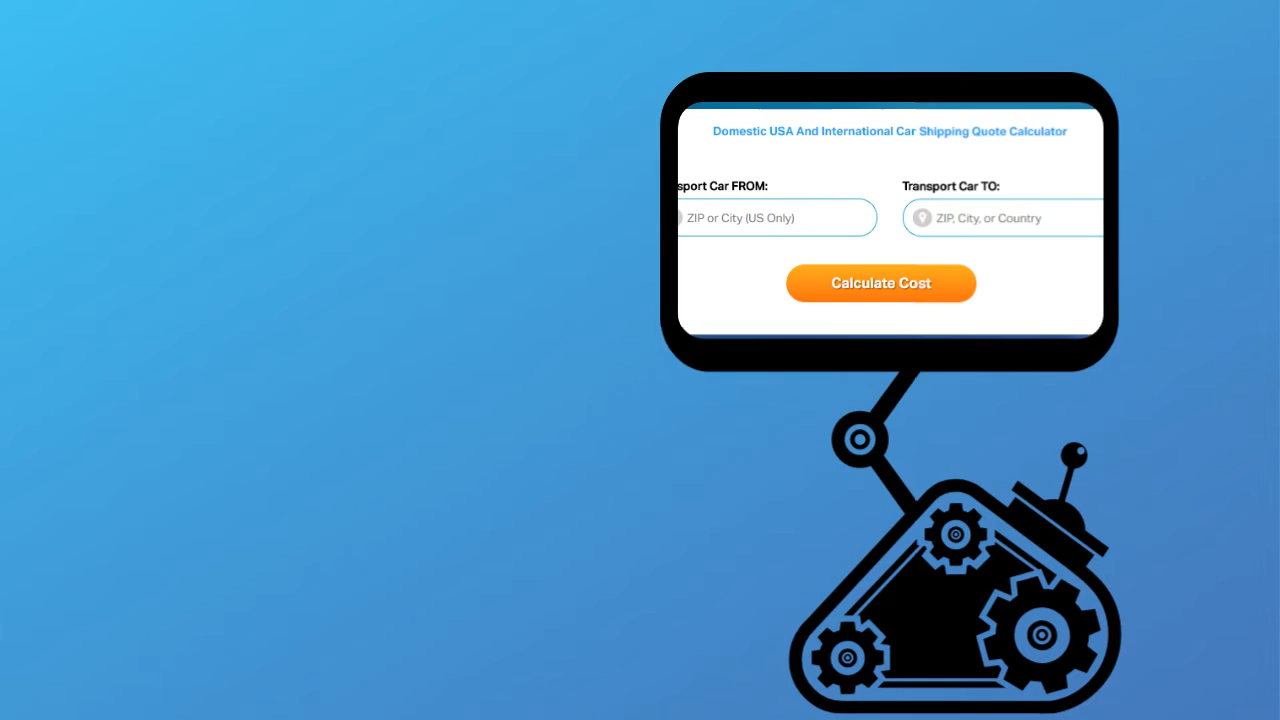 Domestic USA And International Car Shipping Quote Calculator
sport Car FROM:
Transport Car TO:
ZIP or City (US Only)
ZIP, City, or Country
Calculate Cost